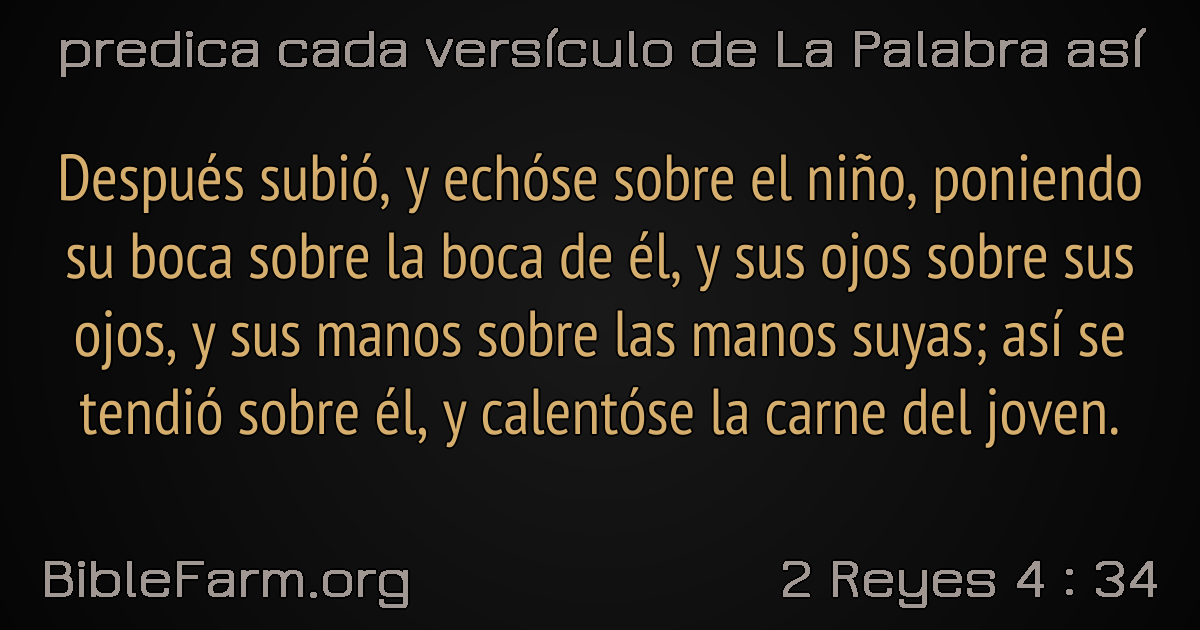 predica cada versículo de La Palabra así
Después subió, y echóse sobre el niño, poniendo
su boca sobre la boca de él, y sus ojos sobre sus
ojos, y sus manos sobre las manos suyas; así se
tendió sobre él, y calentóse la carne del joven.
BibleFarm.org
2 Reyes 4 : 34